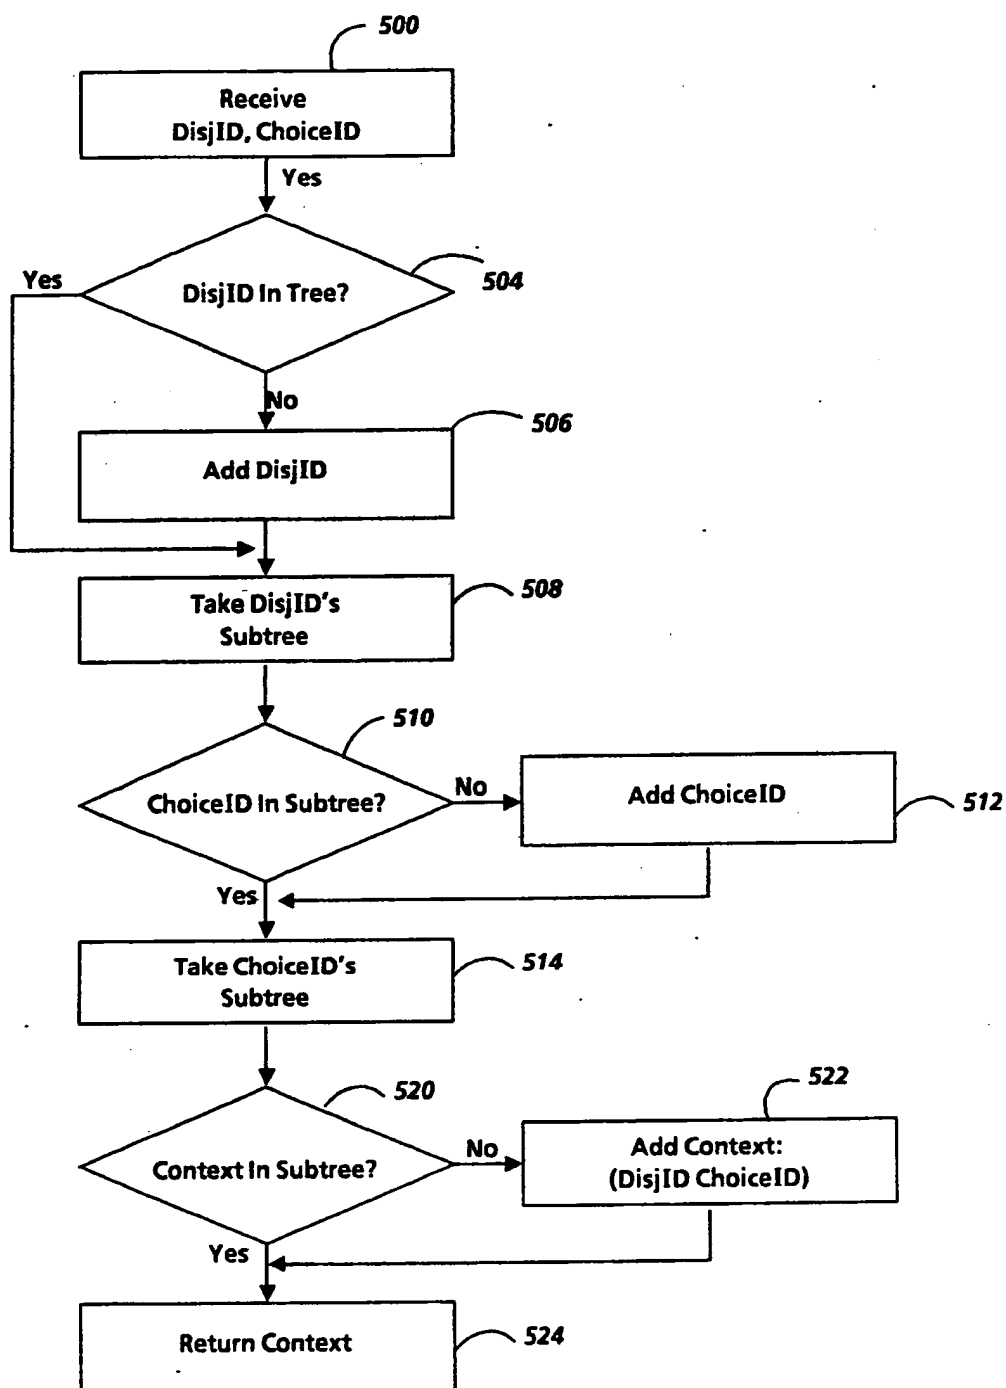 500
Receive
DisjID, ChoiceID
Yes
Yes
DisjID In Tree?
504
No
506
Add DisjID
Take DisjID's
Subtree
508
510
ChoiceID In Subtree?
No
Add ChoiceID
512
Yes
Take ChoiceID's
Subtree
514
520
522
Context In Subtree?
No
Add Context:
(DisjID ChoiceID)
Yes
Return Context
524